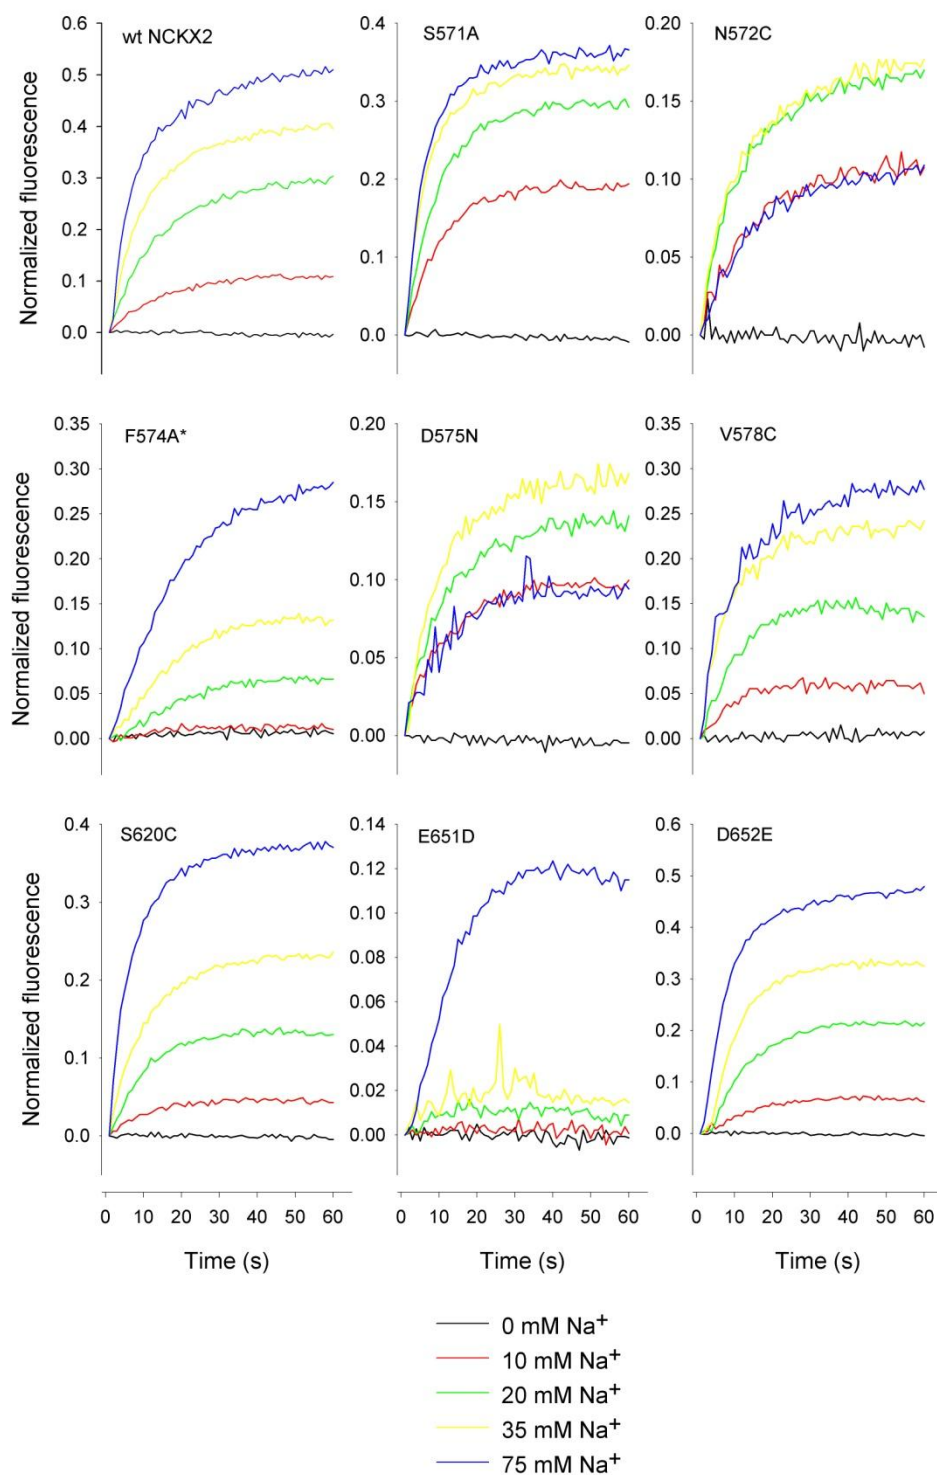 wt NCKX2
Normalized fluorescence
0.6
0.5
0.4
0.3
0.2
0.1
0.0
S571A
0.4
0.3
0.2
0.1
0.0
N572C
0.20
0.15
0.10
0.05
0.00
F574A*
Normalized fluorescence
0.35
0.30
0.25
0.20
0.15
0.10
0.05
0.00
D575N
0.20
0.15
0.10
0.05
0.00
V578C
0.35
0.30
0.25
0.20
0.15
0.10
0.05
0.00
S620C
Normalized fluorescence
0.4
0.3
0.2
0.1
0.0
0 10 20 30 40 50 60
Time (s)
E651D
0.14
0.12
0.10
0.08
0.06
0.04
0.02
0.00
0 10 20 30 40 50 60
Time (s)
D652E
0.6
0.5
0.4
0.3
0.2
0.1
0.0
0 10 20 30 40 50 60
Time (s)
0 mM Na⁺
10 mM Na⁺
20 mM Na⁺
35 mM Na⁺
75 mM Na⁺